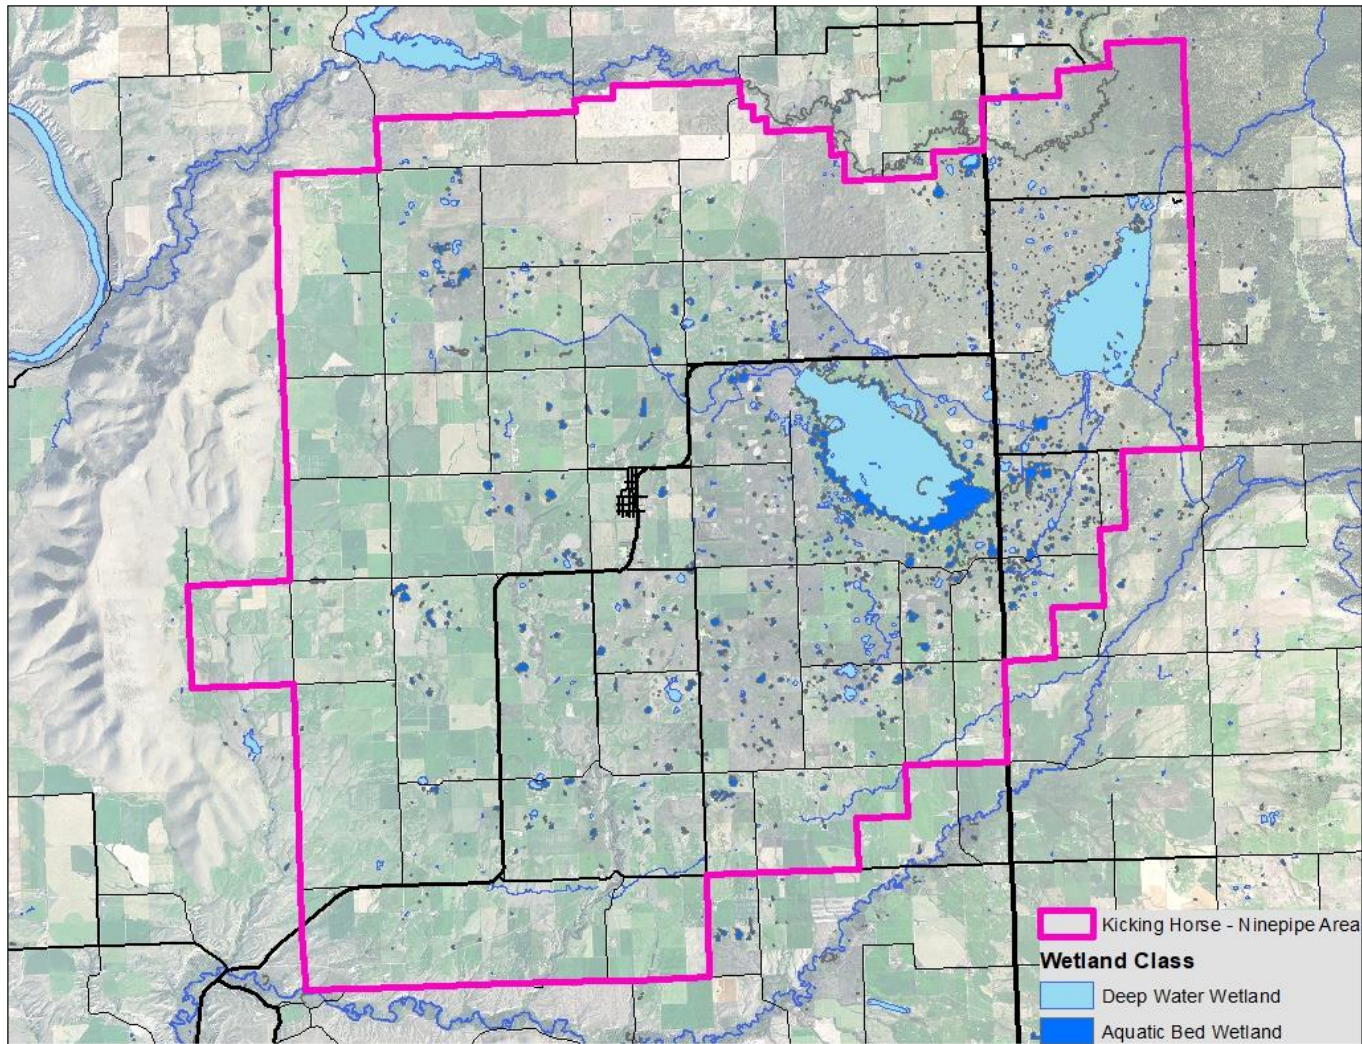 Kicking Horse - Ninepipe Area
Wetland Class
Deep Water Wetland
Aquatic Bed Wetland